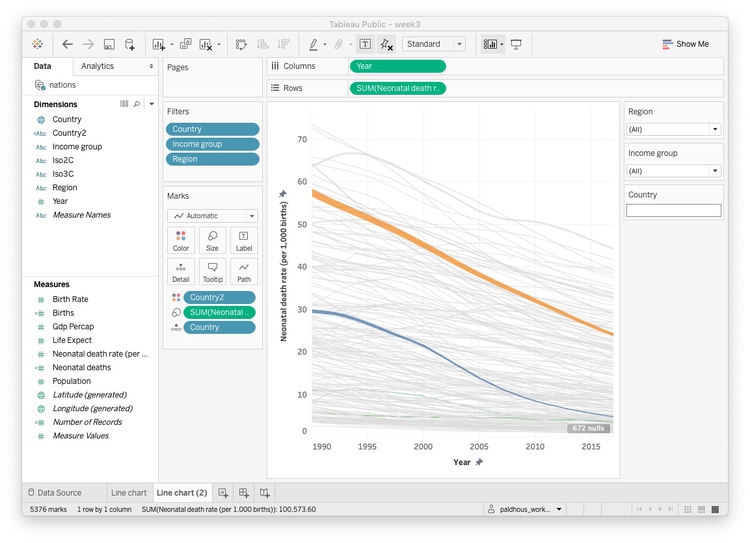 Tableau Public - week3
Standard
Show Me
Data
Analytics
nations
Dimensions
Country
Abc Country2
Abc Income group
Abc Iso2C
Abc Iso3C
Abc Region
Year
Abc Measure Names
Measures
Birth Rate
Births
Gdp Percap
Life Expect
Neonatal death rate (per ...
Neonatal deaths
Population
Latitude (generated)
Longitude (generated)
Number of Records
Measure Values
Pages
Filters
Country
Income group
Region
Marks
Automatic
Color
Size
Label
Detail
Tooltip
Path
Country2
SUM(Neonatal ...
Country
Columns
Year
Rows
SUM(Neonatal death r..
Neonatal death rate (per 1,000 births)
70
60
50
40
30
20
10
0
672 nulls
1990
1995
2000
2005
2010
2015
Year
Region
(All)
Income group
(All)
Country
Data Source
Line chart
Line chart (2)
5376 marks
1 row by 1 column
SUM(Neonatal death rate (per 1,000 births)): 100,573.60
paldhous_work...